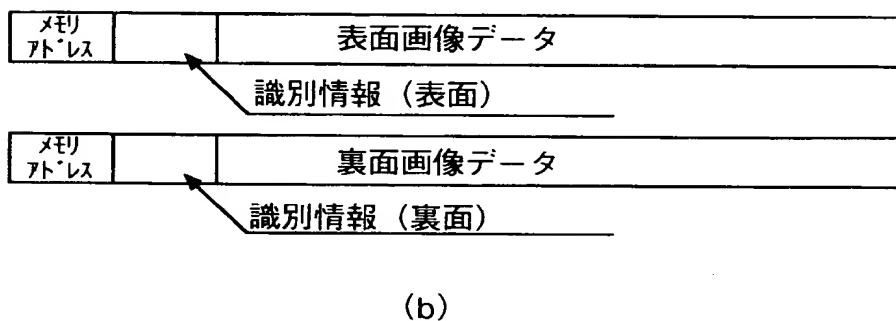 メモリ
アドレス
表面画像データ
識別情報（表面）
メモリ
アドレス
裏面画像データ
識別情報（裏面）
(b)